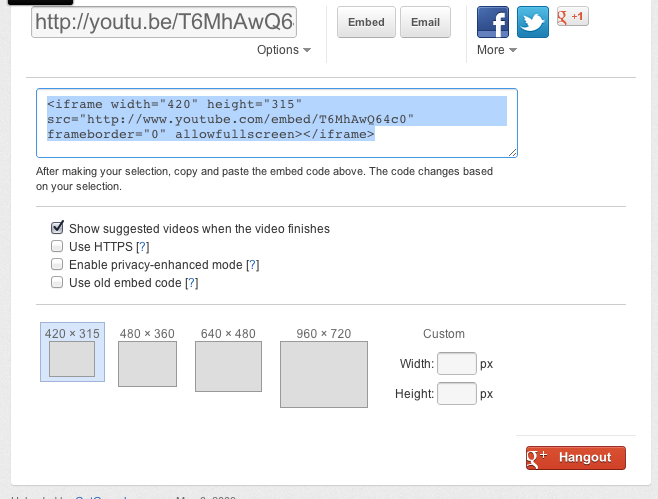 http://youtu.be/T6MhAwQ6
Embed
Email
g +1
Options
More
<iframe width="420" height="315"
src="http://www.youtube.com/embed/T6MhAwQ64c0"
frameborder="0" allowfullscreen></iframe>
After making your selection, copy and paste the embed code above. The code changes based
on your selection.
Show suggested videos when the video finishes
Use HTTPS [?]
Enable privacy-enhanced mode [?]
Use old embed code [?]
420 × 315
480 × 360
640 × 480
960 × 720
Custom
Width: px
Height: px
g+ Hangout